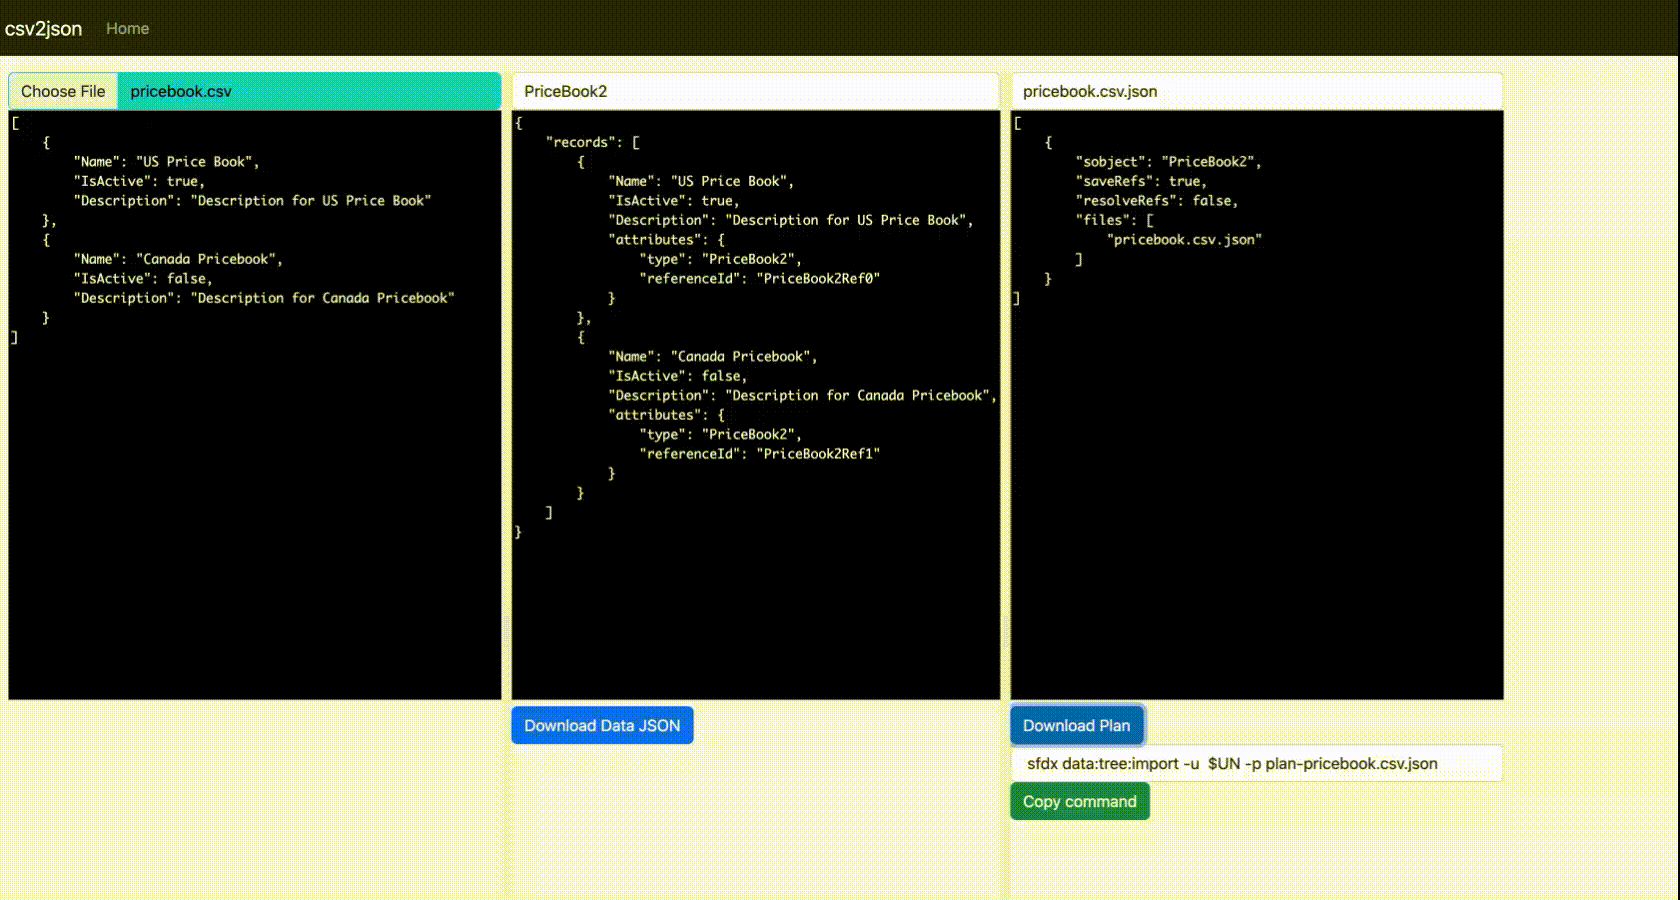 csv2json Home
Choose File pricebook.csv
[
    {
        "Name": "US Price Book",
        "IsActive": true,
        "Description": "Description for US Price Book"
    },
    {
        "Name": "Canada Pricebook",
        "IsActive": false,
        "Description": "Description for Canada Pricebook"
    }
]
PriceBook2
{
    "records": [
        {
            "Name": "US Price Book",
            "IsActive": true,
            "Description": "Description for US Price Book",
            "attributes": {
                "type": "PriceBook2",
                "referenceId": "PriceBook2Ref0"
            }
        },
        {
            "Name": "Canada Pricebook",
            "IsActive": false,
            "Description": "Description for Canada Pricebook",
            "attributes": {
                "type": "PriceBook2",
                "referenceId": "PriceBook2Ref1"
            }
        }
    ]
}
Download Data JSON
pricebook.csv.json
[
    {
        "sobject": "PriceBook2",
        "saveRefs": true,
        "resolveRefs": false,
        "files": [
            "pricebook.csv.json"
        ]
    }
]
Download Plan
sfdx data:tree:import -u  $UN -p plan-pricebook.csv.json
Copy command